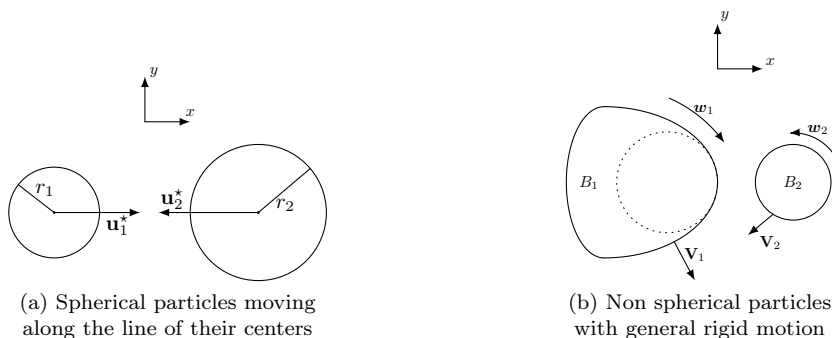 y
x
r₁
u₁⋆
u₂⋆
r₂
(a) Spherical particles moving
along the line of their centers
y
x
w₁
w₂
B₁
B₂
V₁
V₂
(b) Non spherical particles
with general rigid motion